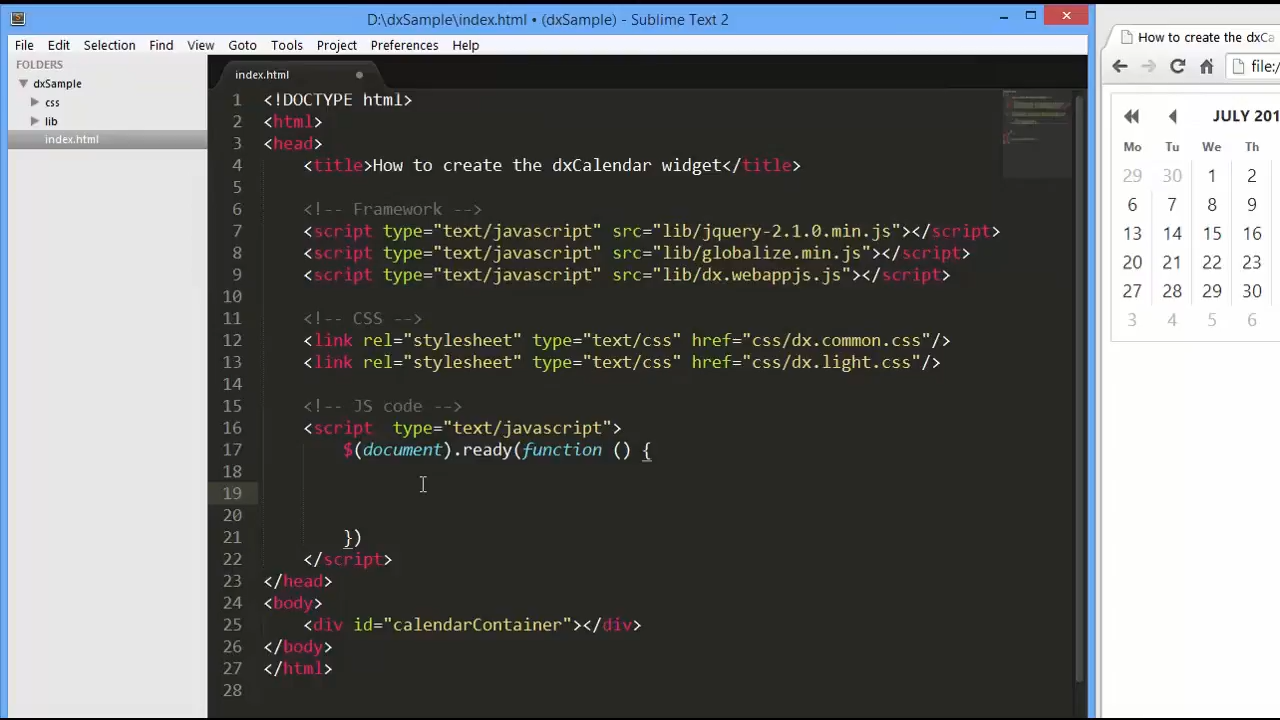 D:\dxSample\index.html • (dxSample) - Sublime Text 2
File Edit Selection Find View Goto Tools Project Preferences Help
FOLDERS
dxSample
css
lib
index.html
index.html
1 <!DOCTYPE html>
2 <html>
3 <head>
4 <title>How to create the dxCalendar widget</title>
5
6 <!-- Framework -->
7 <script type="text/javascript" src="lib/jquery-2.1.0.min.js"></script>
8 <script type="text/javascript" src="lib/globalize.min.js"></script>
9 <script type="text/javascript" src="lib/dx.webappjs.js"></script>
10
11 <!-- CSS -->
12 <link rel="stylesheet" type="text/css" href="css/dx.common.css"/>
13 <link rel="stylesheet" type="text/css" href="css/dx.light.css"/>
14
15 <!-- JS code -->
16 <script  type="text/javascript">
17 $(document).ready(function () {
18
19
20
21 })
22 </script>
23 </head>
24 <body>
25 <div id="calendarContainer"></div>
26 </body>
27 </html>
28
How to create the dxCa
file:/
JULY 201
Mo Tu We Th
29 30 1 2
6 7 8 9
13 14 15 16
20 21 22 23
27 28 29 30
3 4 5 6